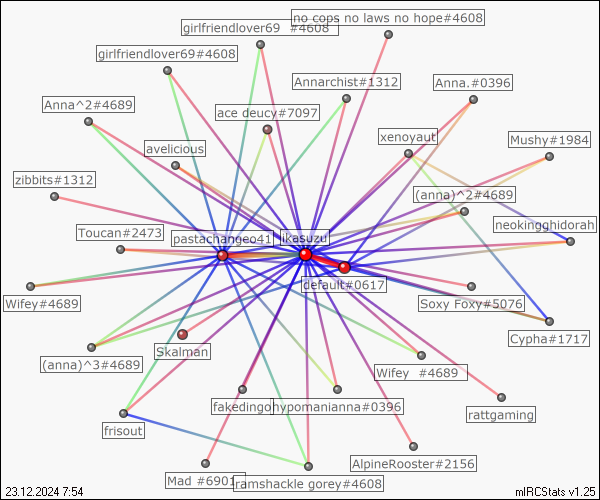 no cops no laws no hope#4608
girlfriendlover69 #4608
girlfriendlover69#4608
Annarchist#1312
Anna.#0396
Anna^2#4689
ace deucy#7097
xenoyaut
Mushy#1984
avelicious
zibbits#1312
(anna)^2#4689
neokingghidorah
Toucan#2473
pastachangeo41
ikasuzu
default#0617
Wifey#4689
Soxy Foxy#5076
Cypha#1717
Skalman
(anna)^3#4689
Wifey #4689
fakedingo
hypomanianna#0396
rattgaming
frisout
AlpineRooster#2156
Mad #6901
ramshackle gorey#4608
23.12.2024 7:54
mIRCStats v1.25